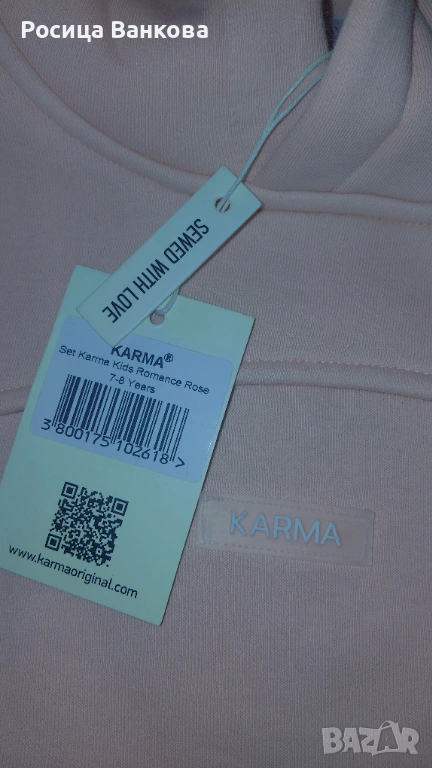 Росица Ванкова
SEWED WITH LOVE
KARMA®
Set Karma Kids Romance Rose
7-8 Years
3 800175 102618 >
www.karmaoriginal.com
KARMA
BAZAR